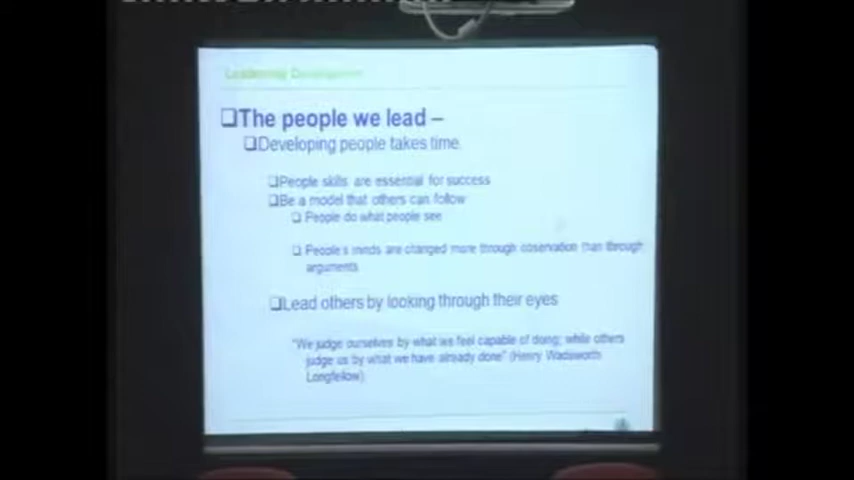 Leadership Development
❑The people we lead –
❑Developing people takes time.
❑People skills are essential for success
❑Be a model that others can follow
❑ People do what people see
❑ People's minds are changed more through observation than through
arguments
❑Lead others by looking through their eyes
"We judge ourselves by what we feel capable of doing; while others
judge us by what we have already done" (Henry Wadsworth
Longfellow)